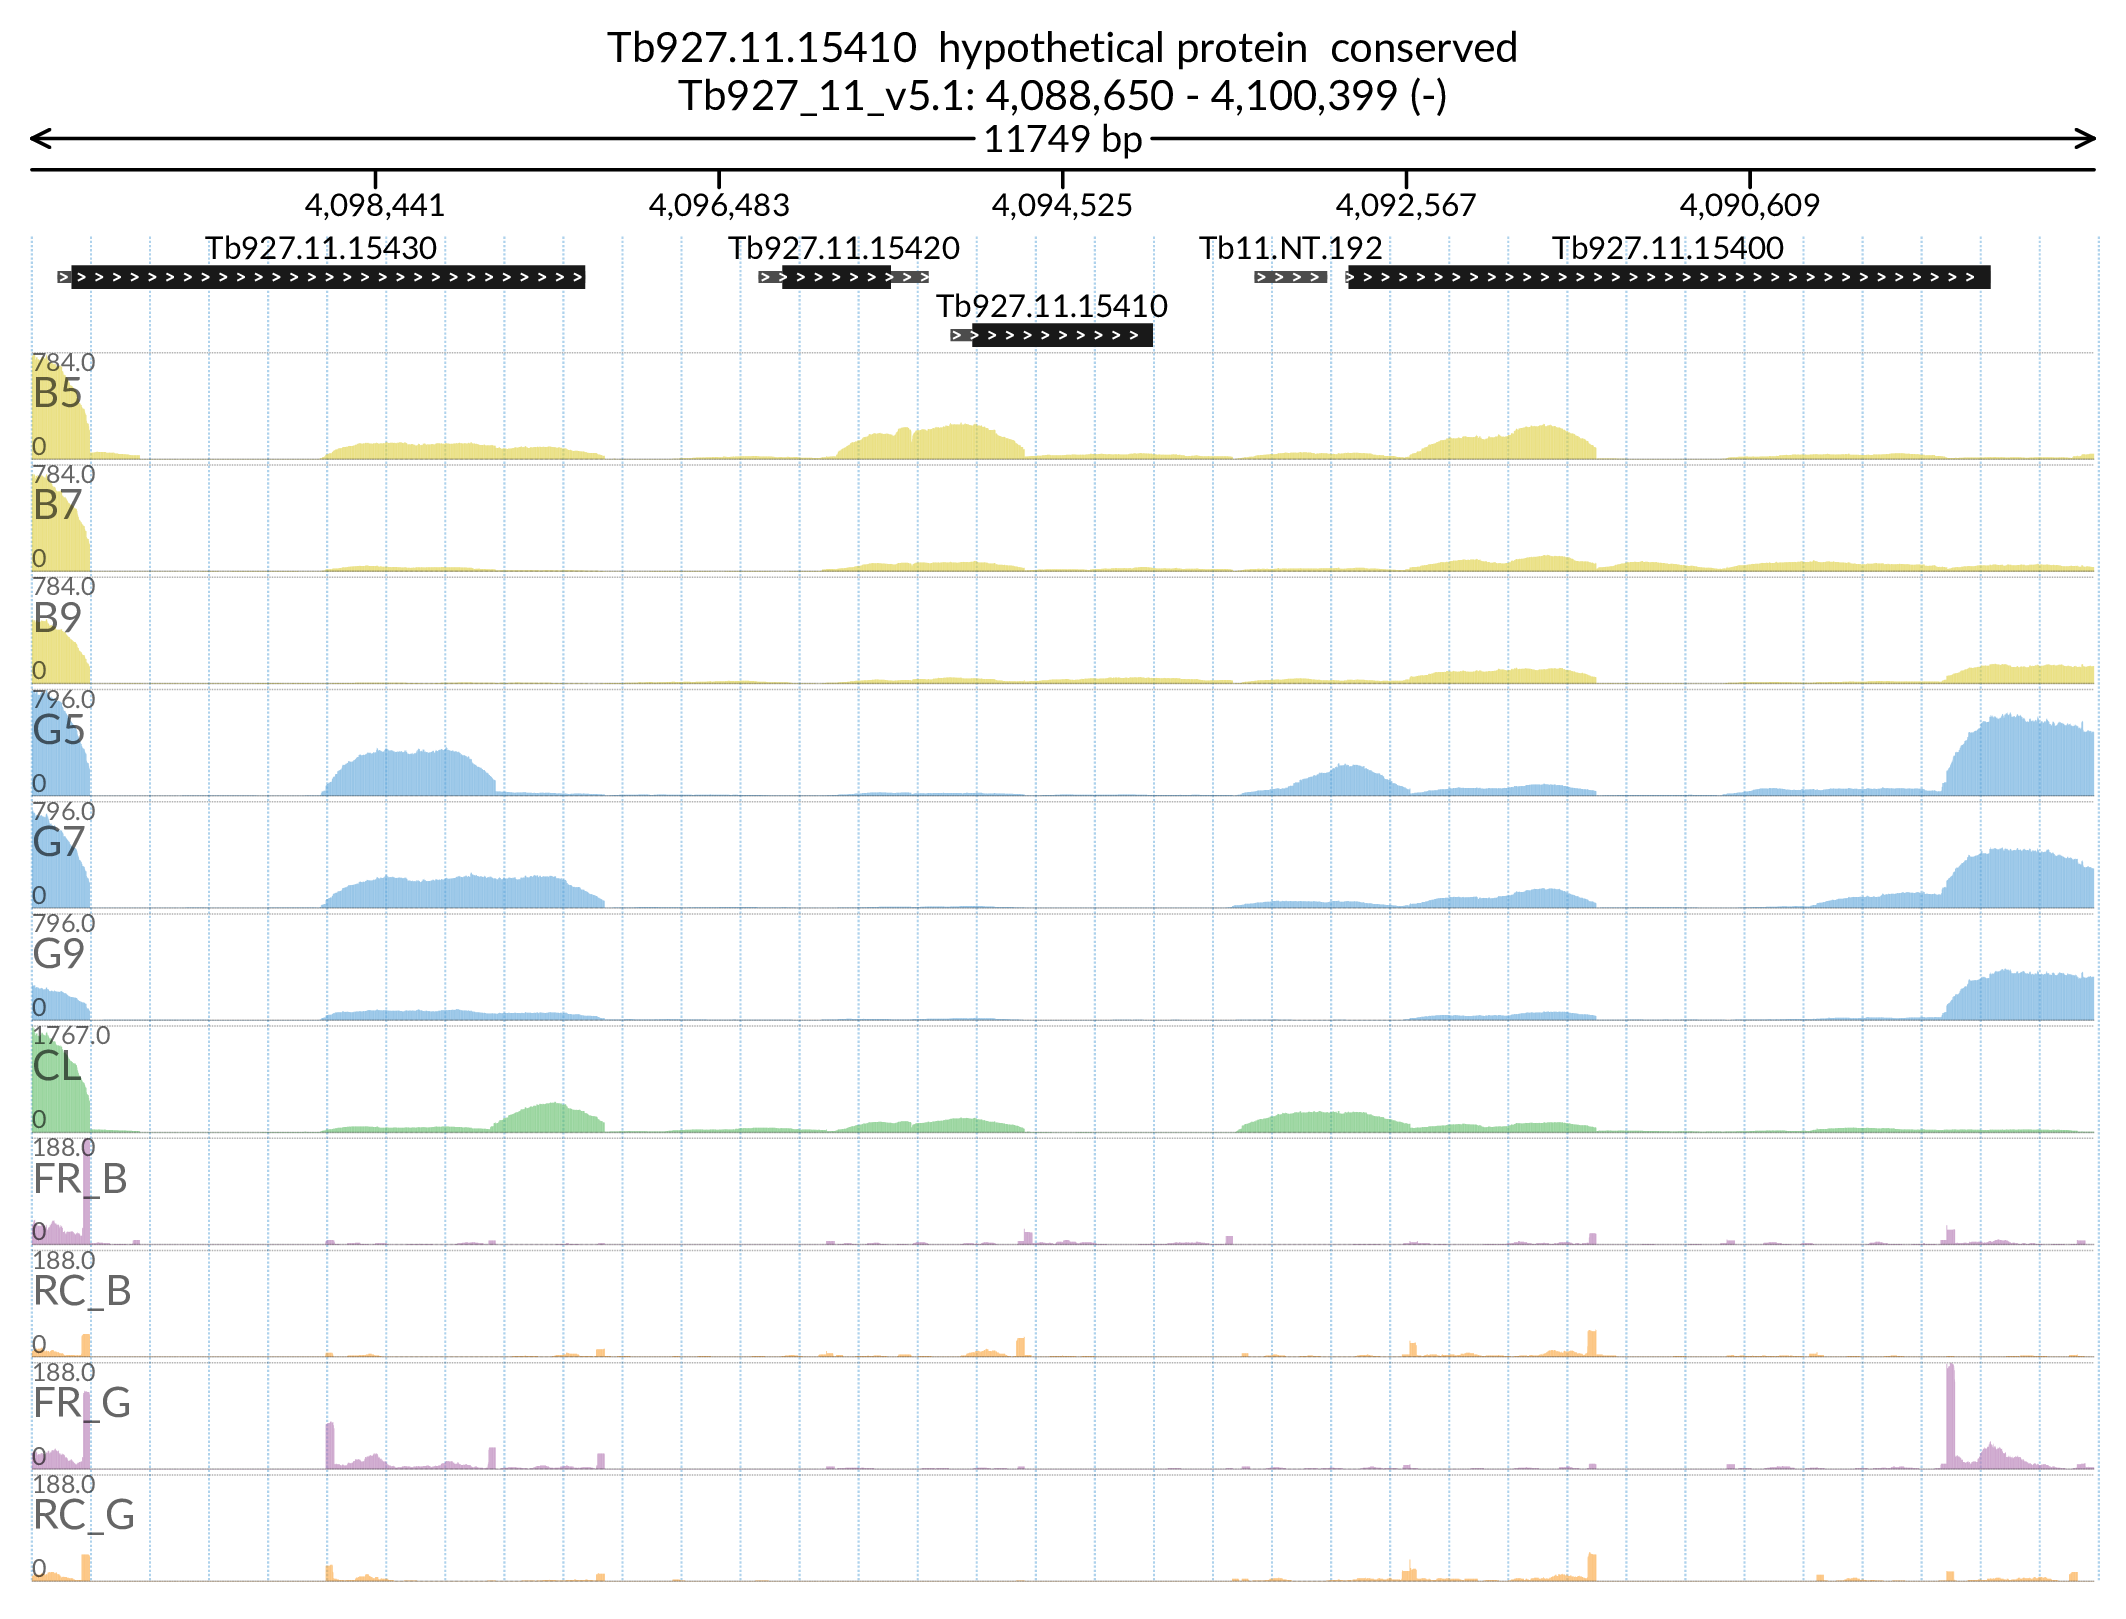 Tb927.11.15410  hypothetical protein  conserved
Tb927_11_v5.1: 4,088,650 - 4,100,399 (-)
11749 bp
4,098,441 4,096,483 4,094,525 4,092,567 4,090,609
Tb927.11.15430 Tb927.11.15420 Tb11.NT.192 Tb927.11.15400
Tb927.11.15410
784.0
B5
0
784.0
B7
0
784.0
B9
0
796.0
G5
0
796.0
G7
0
796.0
G9
0
1767.0
CL
0
188.0
FR_B
0
188.0
RC_B
0
188.0
FR_G
0
188.0
RC_G
0